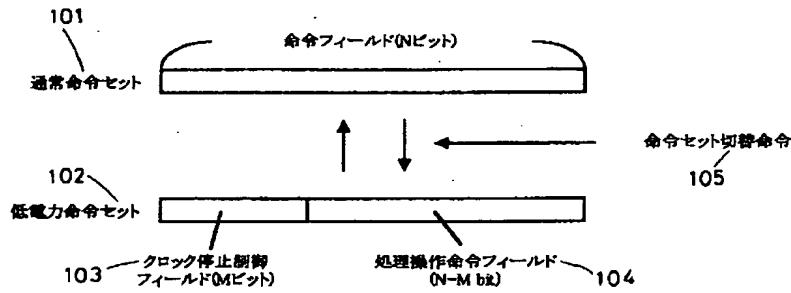 101
命令フィールド(Nビット)
通常命令セット
命令セット切替命令
105
102
低電力命令セット
103
クロック停止制御
フィールド(Mビット)
処理操作命令フィールド
(N-M bit)
104